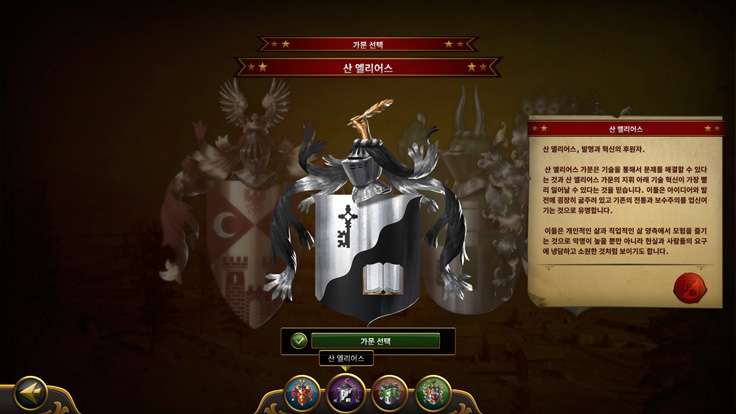 가문 선택
산 엘리어스
산 엘리어스
산 엘리어스, 발명과 혁신의 후원자.
산 엘리어스 가문은 기술을 통해서 문제를 해결할 수 있다
는 것과 산 엘리어스 가문의 지휘 아래 기술 혁신이 가장 빨
리 일어날 수 있다는 것을 믿습니다. 이들은 아이디어와 발
전에 굉장히 굶주려 있고 기존의 전통과 보수주의를 업신여
기는 것으로 유명합니다.
이들은 개인적인 삶과 직업적인 삶 양측에서 모험을 즐기
는 것으로 악명이 높을 뿐만 아니라 현실과 사람들의 요구
에 냉담하고 소원한 것처럼 보이기도 합니다.
가문 선택
산 엘리어스